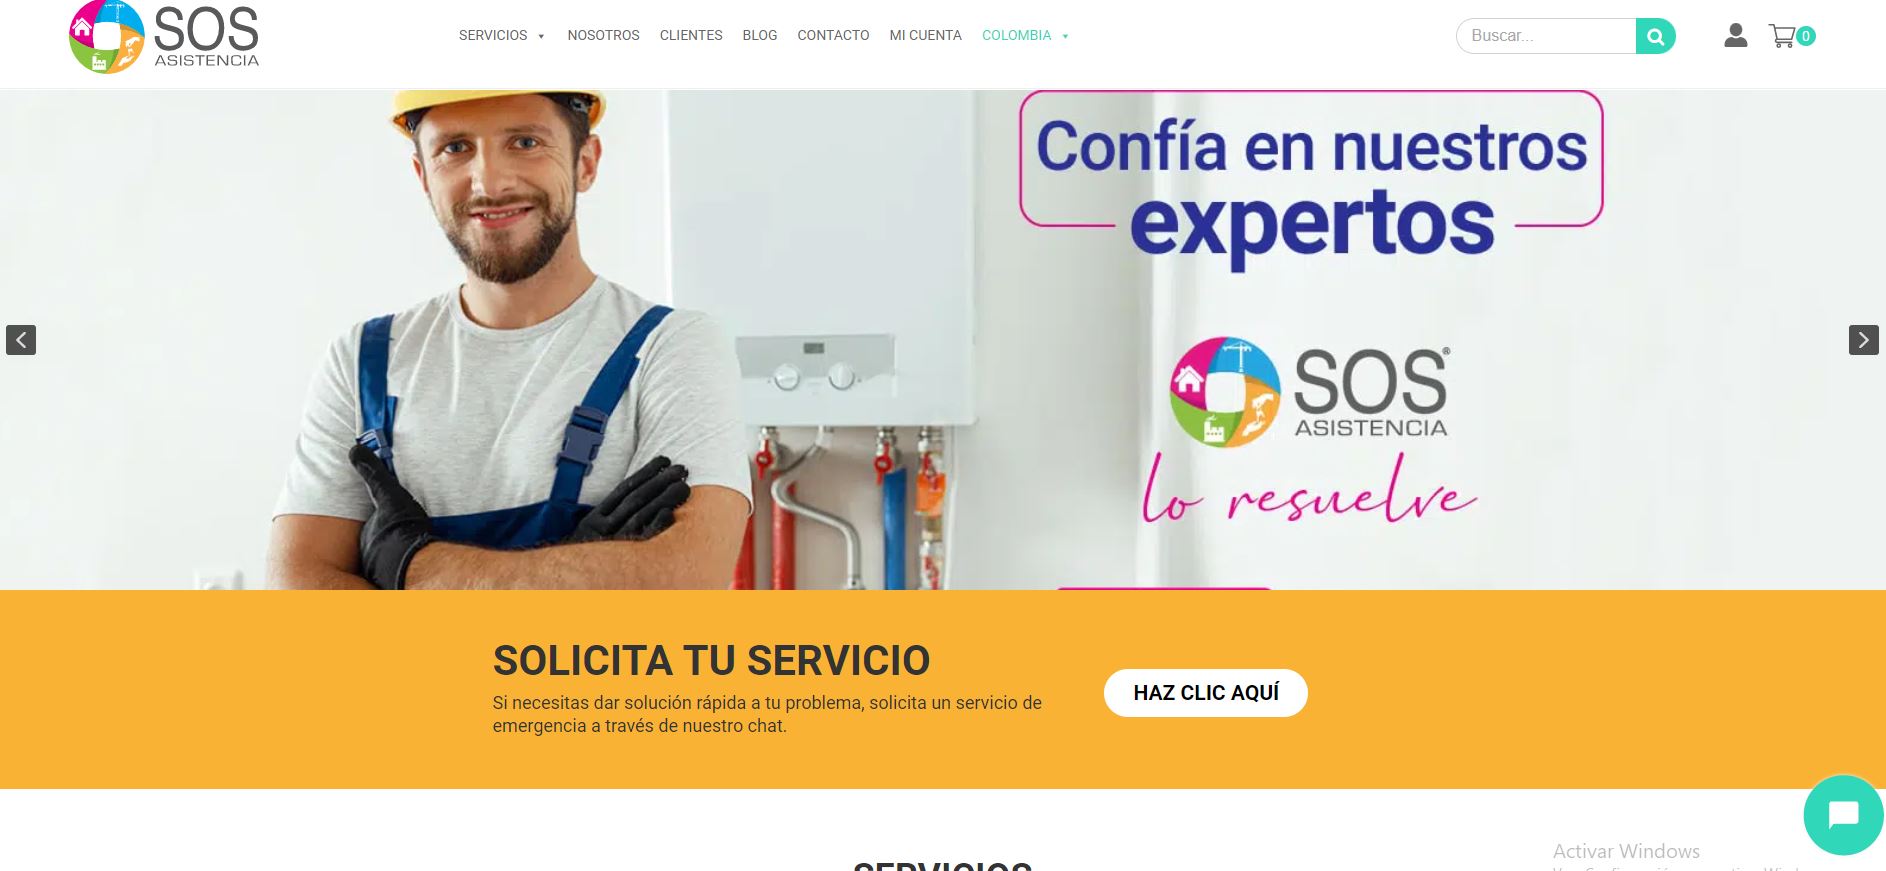 SOS
ASISTENCIA
SERVICIOS NOSOTROS CLIENTES BLOG CONTACTO MI CUENTA COLOMBIA
Buscar...
0
Confía en nuestros
expertos
SOS®
ASISTENCIA
lo resuelve
SOLICITA TU SERVICIO
Si necesitas dar solución rápida a tu problema, solicita un servicio de
emergencia a través de nuestro chat.
HAZ CLIC AQUÍ
SERVICIOS
Activar Windows